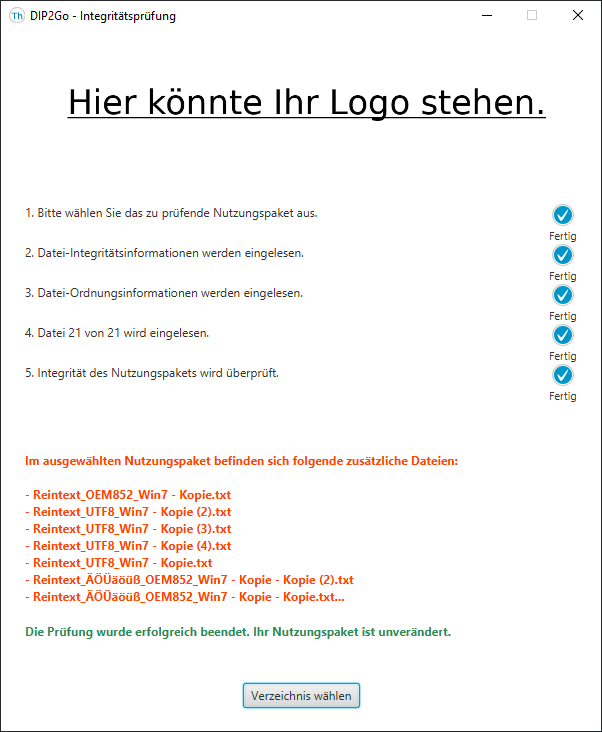 Th DIP2Go - Integritätsprüfung
Hier könnte Ihr Logo stehen.
1. Bitte wählen Sie das zu prüfende Nutzungspaket aus.
Fertig
2. Datei-Integritätsinformationen werden eingelesen.
Fertig
3. Datei-Ordnungsinformationen werden eingelesen.
Fertig
4. Datei 21 von 21 wird eingelesen.
Fertig
5. Integrität des Nutzungspakets wird überprüft.
Fertig
Im ausgewählten Nutzungspaket befinden sich folgende zusätzliche Dateien:
- Reintext_OEM852_Win7 - Kopie.txt
- Reintext_UTF8_Win7 - Kopie (2).txt
- Reintext_UTF8_Win7 - Kopie (3).txt
- Reintext_UTF8_Win7 - Kopie (4).txt
- Reintext_UTF8_Win7 - Kopie.txt
- Reintext_ÄÖÜäöüß_OEM852_Win7 - Kopie - Kopie (2).txt
- Reintext_ÄÖÜäöüß_OEM852_Win7 - Kopie - Kopie.txt...
Die Prüfung wurde erfolgreich beendet. Ihr Nutzungspaket ist unverändert.
Verzeichnis wählen